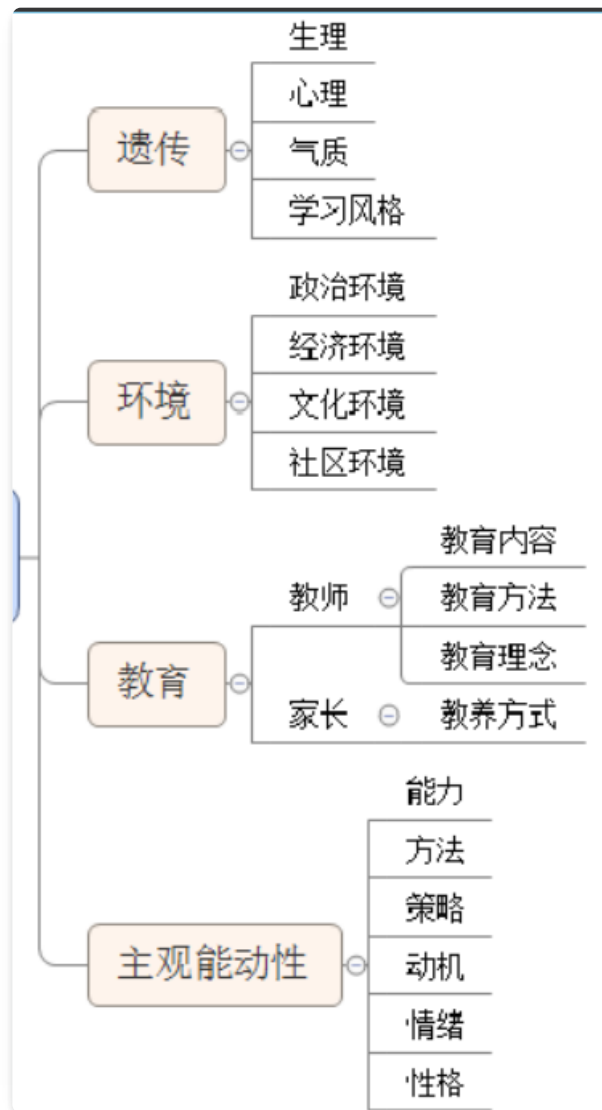 生理
心理
遗传
气质
学习风格
政治环境
经济环境
环境
文化环境
社区环境
教育内容
教师
教育方法
教育理念
教育
家长
教养方式
能力
方法
策略
主观能动性
动机
情绪
性格